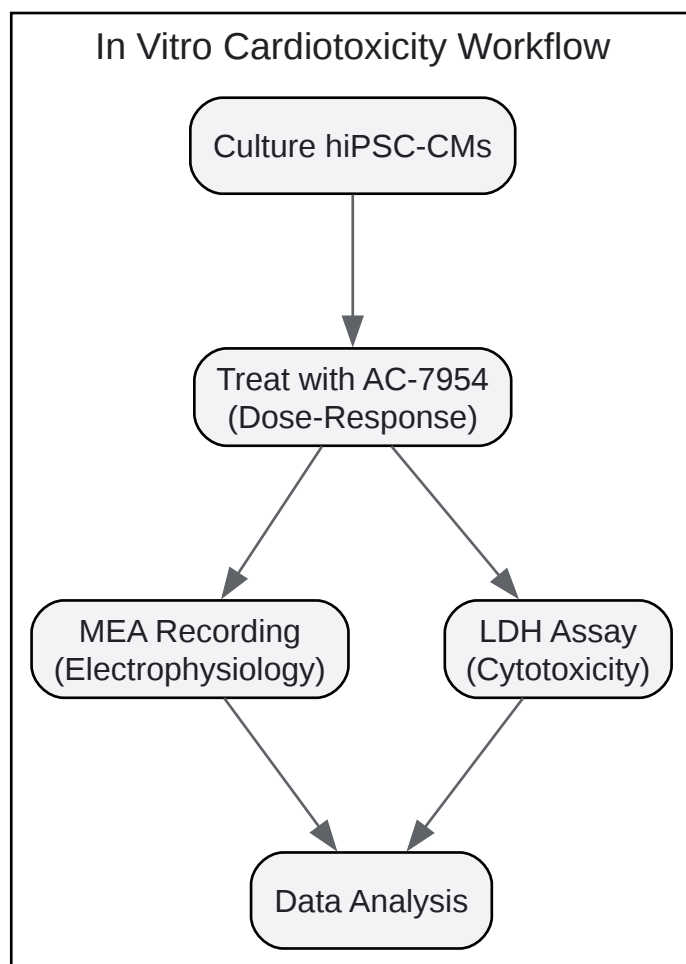 In Vitro Cardiotoxicity Workflow
Culture hiPSC-CMs
Treat with AC-7954
(Dose-Response)
MEA Recording
(Electrophysiology)
LDH Assay
(Cytotoxicity)
Data Analysis